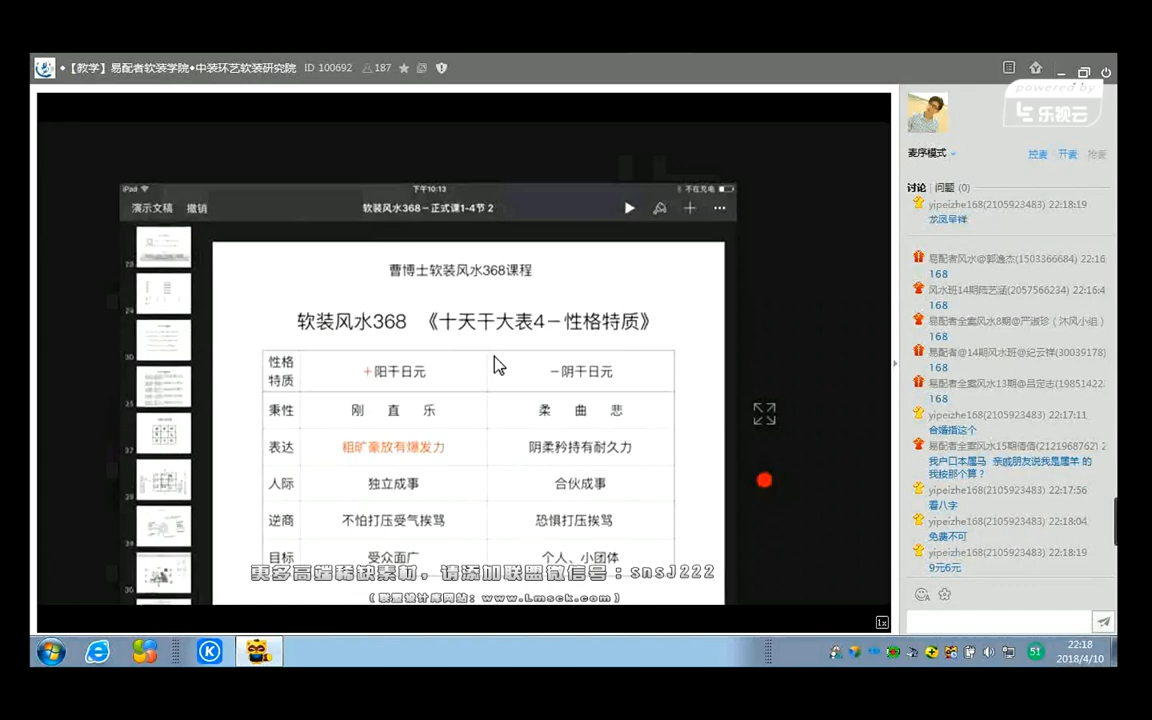 •【教学】易配者软装学院•中装环艺软装研究院 ID 100692 187
powered by
乐视云
麦序模式 控麦 开麦 抢麦
讨论 问题 (0)
yipeizhe168(2105923483) 22:18:19
龙凤呈祥
易配者风水@郭逸杰(1503366684) 22:16
168
风水班14期陆艺涵(2057566234) 22:16:4
168
易配者全案风水8期@严淑珍（沐风小组）
168
易配者@14期风水班@妃云祥(30039178)
168
易配者全案风水13期@吕定志(19851422
168
yipeizhe168(2105923483) 22:17:11
合婚指这个
易配者全案风水15期倩倩(2121968762) 2
我户口本属马 亲戚朋友说我是属羊 的
我按那个算？
yipeizhe168(2105923483) 22:17:56
看八字
yipeizhe168(2105923483) 22:18:04
免费不可
yipeizhe168(2105923483) 22:18:19
9元6元
iPad 下午10:13 不在充电
演示文稿 撤销 软装风水368－正式课1-4节 2
曹博士软装风水368课程
软装风水368 《十天干大表4－性格特质》
性格特质 ＋阳干日元 －阴干日元
秉性 刚 直 乐 柔 曲 悲
表达 粗旷豪放有爆发力 阴柔矜持有耐久力
人际 独立成事 合伙成事
逆商 不怕打压受气挨骂 恐惧打压挨骂
目标 受众面广 个人、小团体
更多高端稀缺素材，请添加联盟微信号：snsj222
（联盟设计库网站：www.Lmsck.com）
1x
51
22:18
2018/4/10